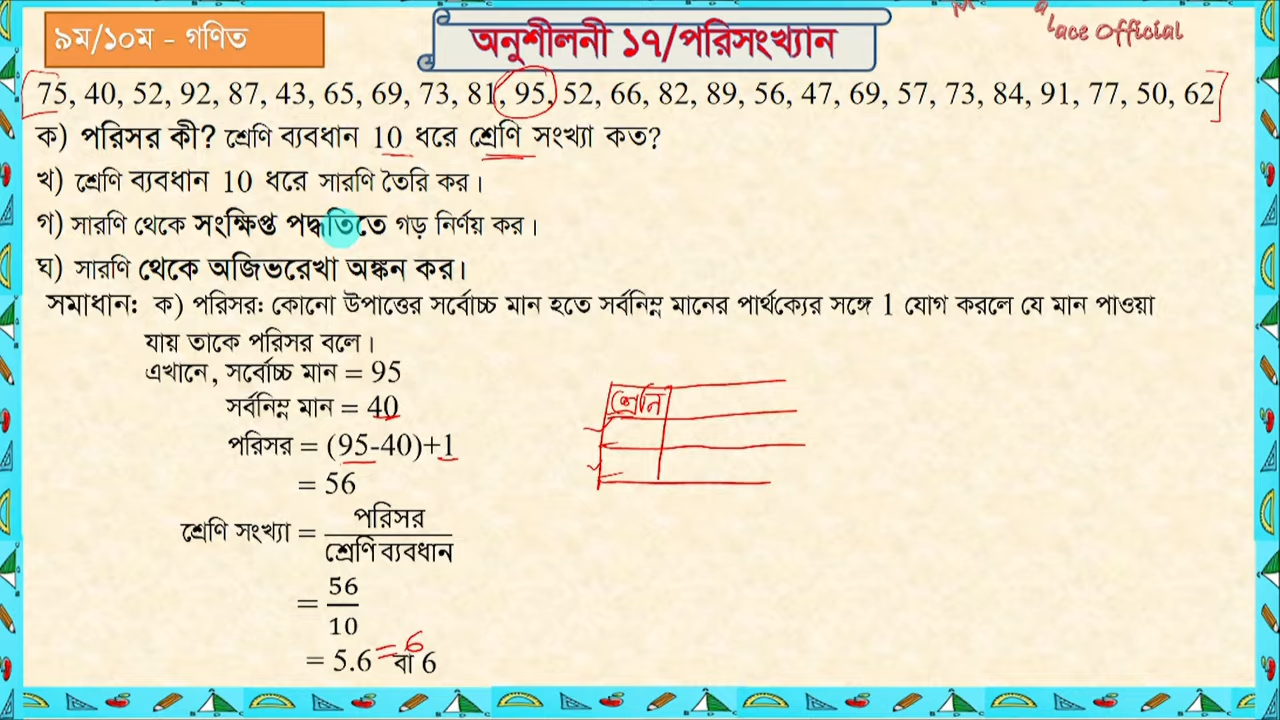 ৯ম/১০ম - গণিত
অনুশীলনী ১৭/পরিসংখ্যান
lace Official
75, 40, 52, 92, 87, 43, 65, 69, 73, 81, 95, 52, 66, 82, 89, 56, 47, 69, 57, 73, 84, 91, 77, 50, 62
ক) পরিসর কী? শ্রেণি ব্যবধান 10 ধরে শ্রেণি সংখ্যা কত?
খ) শ্রেণি ব্যবধান 10 ধরে সারণি তৈরি কর।
গ) সারণি থেকে সংক্ষিপ্ত পদ্ধতিতে গড় নির্ণয় কর।
ঘ) সারণি থেকে অজিভরেখা অঙ্কন কর।
সমাধান: ক) পরিসর: কোনো উপাত্তের সর্বোচ্চ মান হতে সর্বনিম্ন মানের পার্থক্যের সঙ্গে 1 যোগ করলে যে মান পাওয়া
যায় তাকে পরিসর বলে।
এখানে, সর্বোচ্চ মান = 95
সর্বনিম্ন মান = 40
পরিসর = (95-40)+1
= 56
শ্রেণি সংখ্যা = পরিসর
শ্রেণি ব্যবধান
= 56
10
= 5.6 বা 6
= 6
শ্রেনি